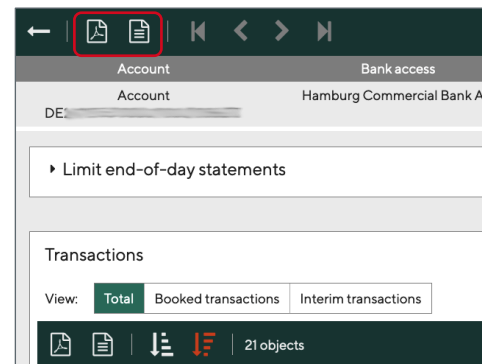 Account Bank access
Account Hamburg Commercial Bank A
DE
Limit end-of-day statements
Transactions
View: Total Booked transactions Interim transactions
21 objects